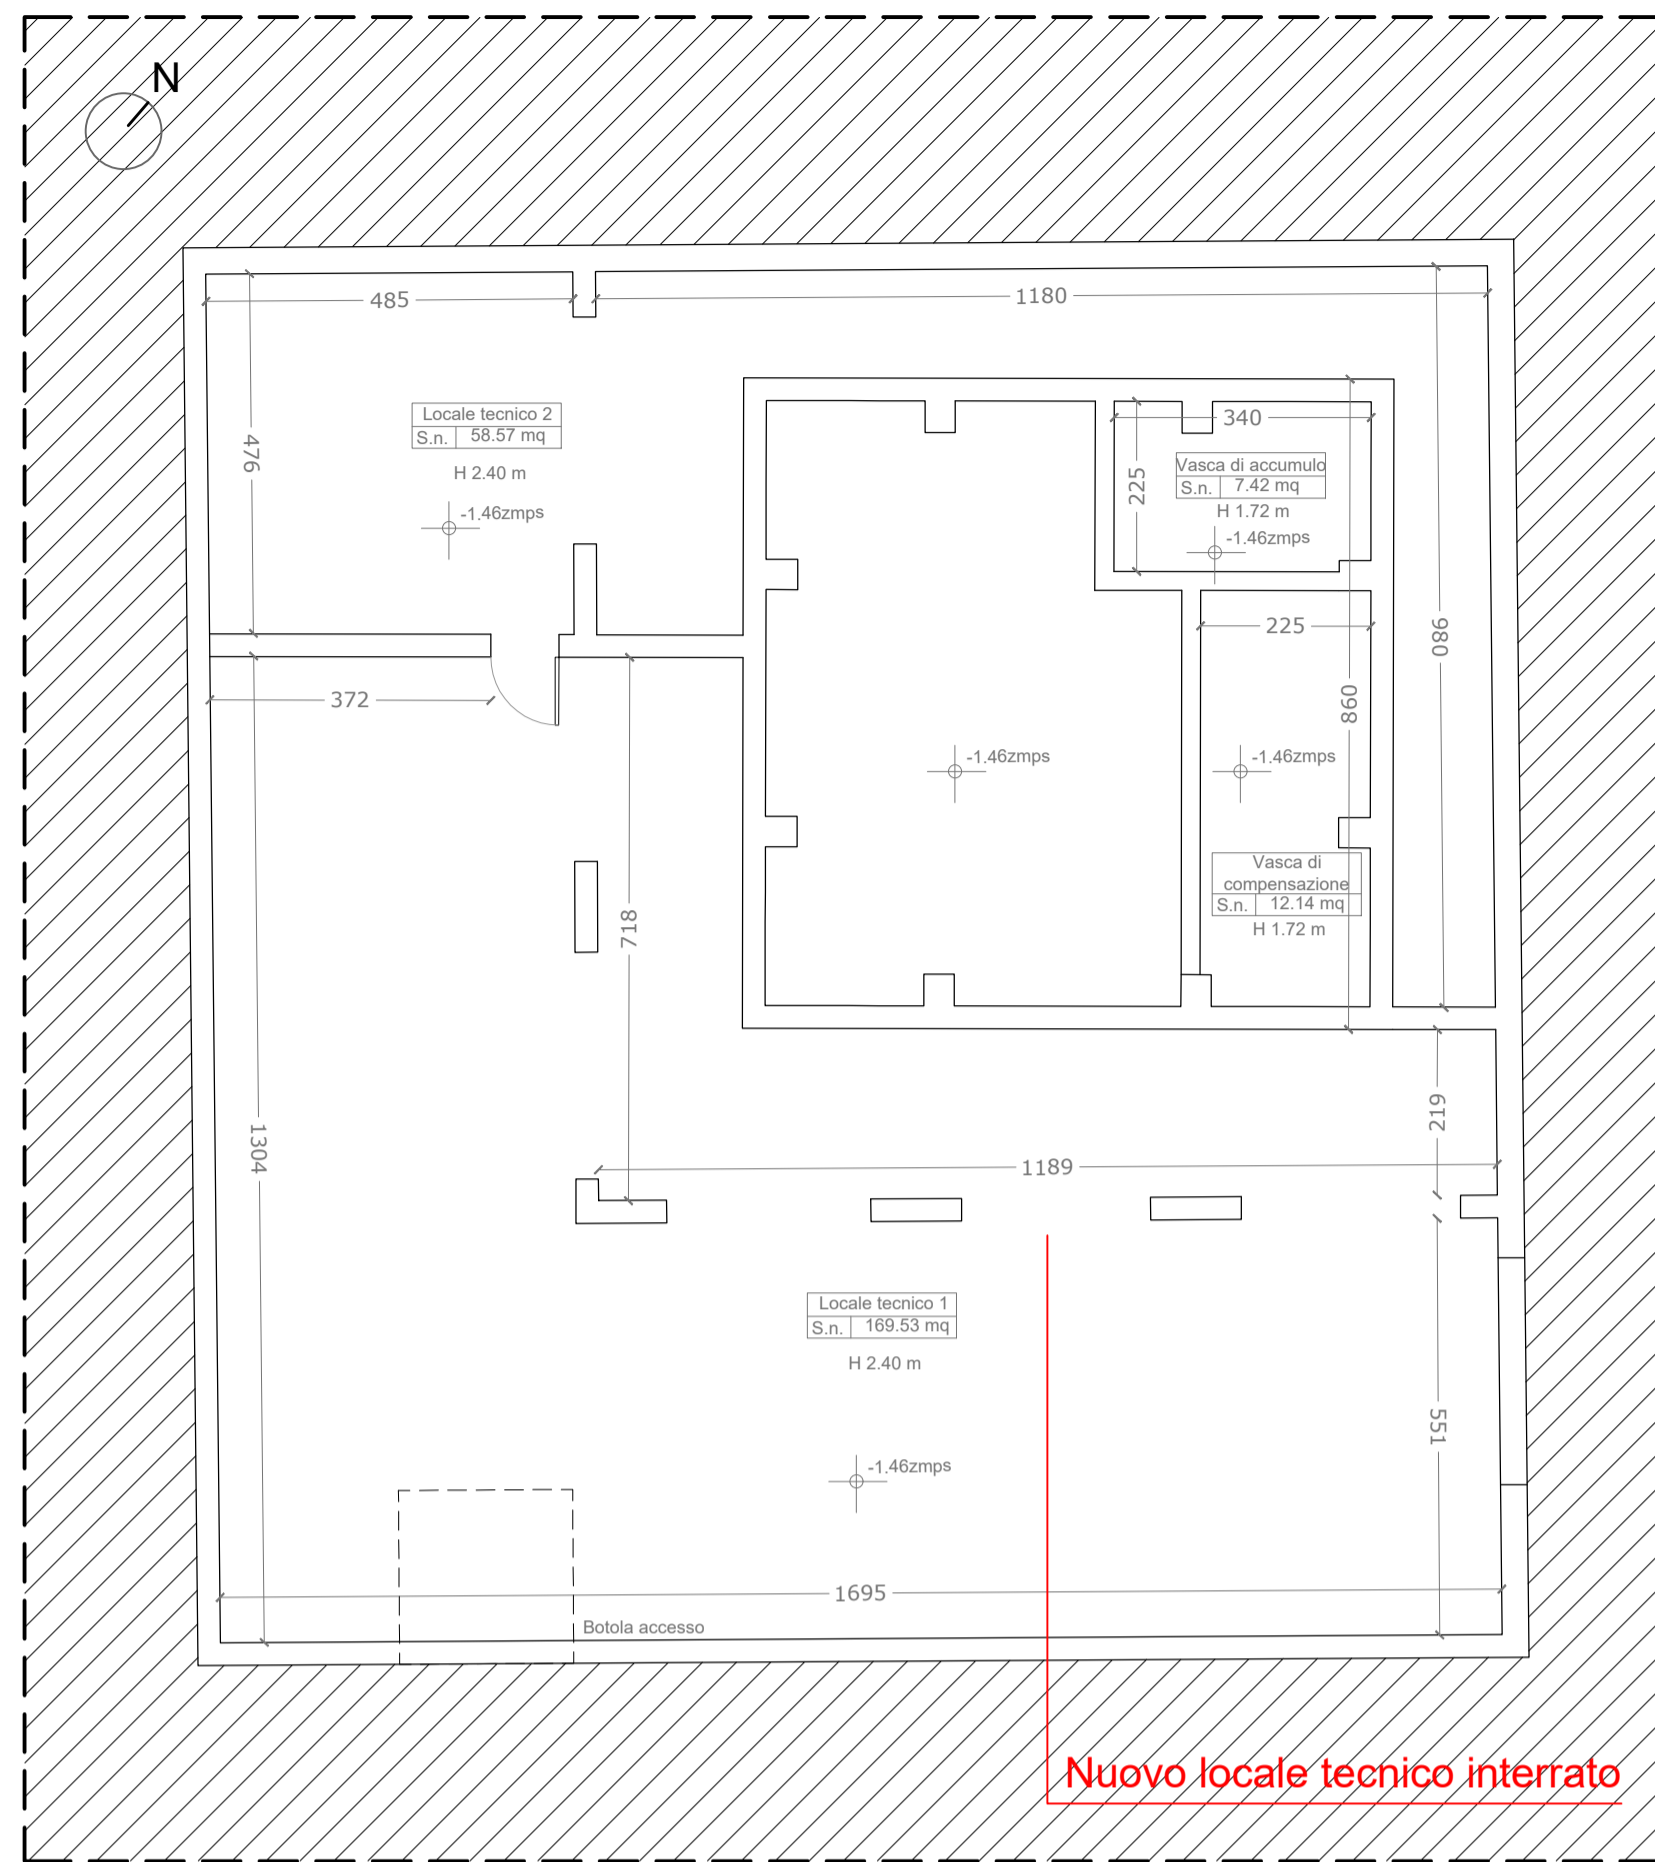 N
485
1180
Locale tecnico 2
S.n. 58.57 mq
H 2.40 m
-1.46zmps
476
340
225
Vasca di accumulo
S.n. 7.42 mq
H 1.72 m
-1.46zmps
225
980
860
372
-1.46zmps
-1.46zmps
Vasca di
compensazione
S.n. 12.14 mq
H 1.72 m
718
1304
219
1189
Locale tecnico 1
S.n. 169.53 mq
H 2.40 m
551
-1.46zmps
1695
Botola accesso
Nuovo locale tecnico interrato